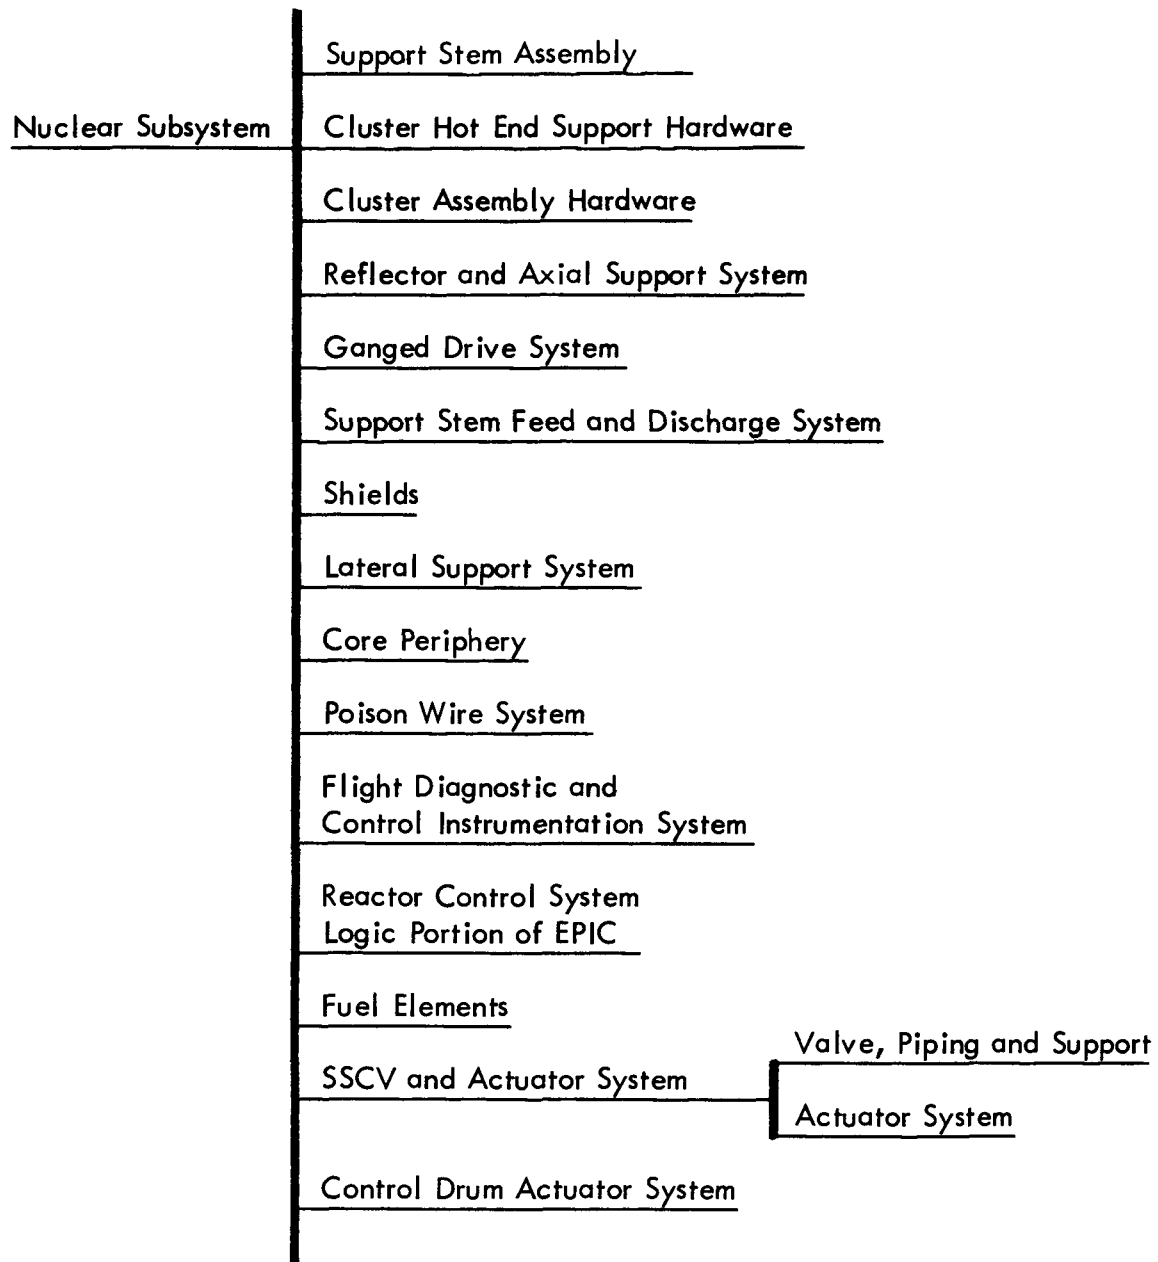 Support Stem Assembly
Nuclear Subsystem
Cluster Hot End Support Hardware
Cluster Assembly Hardware
Reflector and Axial Support System
Ganged Drive System
Support Stem Feed and Discharge System
Shields
Lateral Support System
Core Periphery
Poison Wire System
Flight Diagnostic and
Control Instrumentation System
Reactor Control System
Logic Portion of EPIC
Fuel Elements
SSCV and Actuator System
Valve, Piping and Support
Actuator System
Control Drum Actuator System